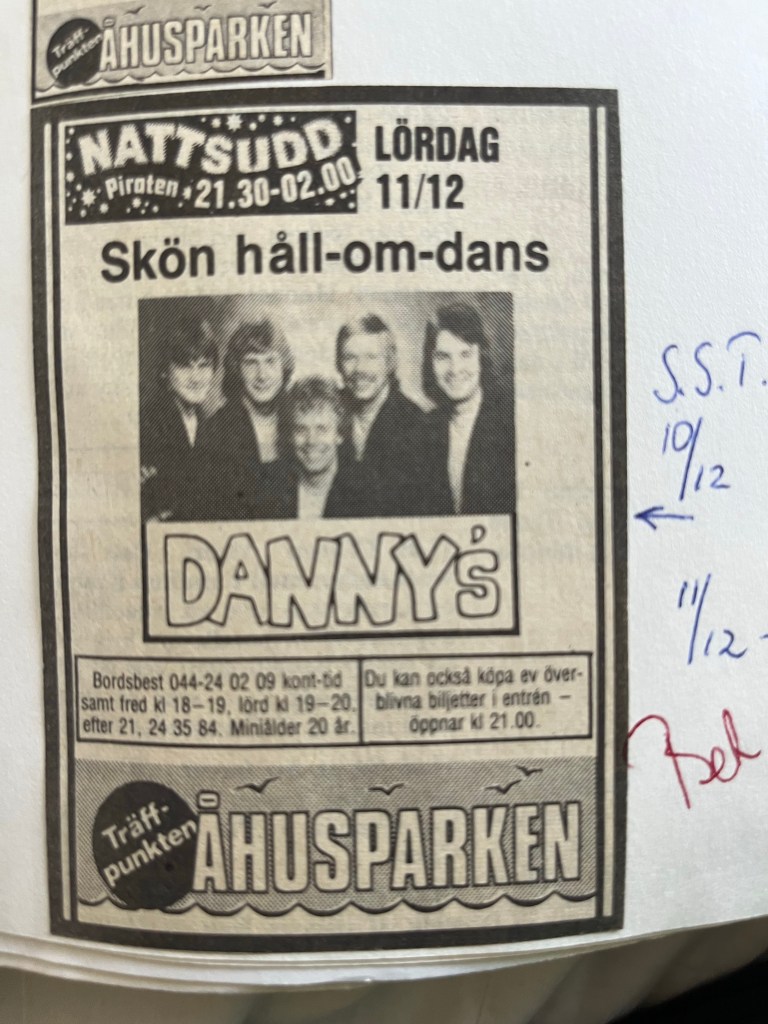 Träff-
punkten
ÅHUSPARKEN
NATTSUDD
Piraten 21.30-02.00
LÖRDAG
11/12
Skön håll-om-dans
DANNY's
Bordsbest 044-24 02 09 kont-tid
samt fred kl 18–19, lörd kl 19–20,
efter 21, 24 35 84. Miniålder 20 år.
Du kan också köpa ev över-
blivna biljetter i entrén –
öppnar kl 21.00.
Träff-
punkten
ÅHUSPARKEN
S.S.T.
10/12
←
11/12 -
Bet